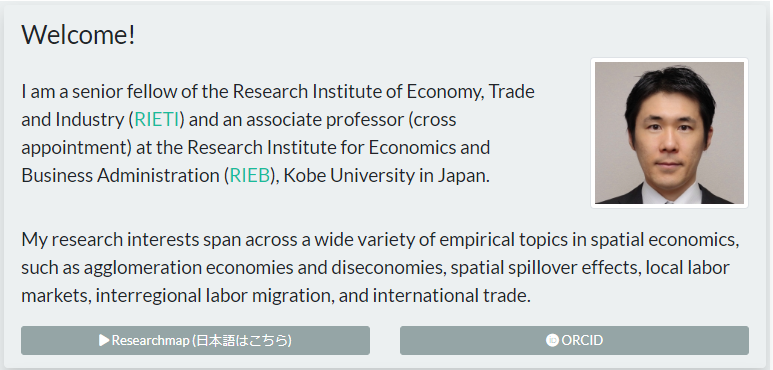 Welcome!
I am a senior fellow of the Research Institute of Economy, Trade
and Industry (RIETI) and an associate professor (cross
appointment) at the Research Institute for Economics and
Business Administration (RIEB), Kobe University in Japan.
My research interests span across a wide variety of empirical topics in spatial economics,
such as agglomeration economies and diseconomies, spatial spillover effects, local labor
markets, interregional labor migration, and international trade.
Researchmap (日本語はこちら)
ORCID